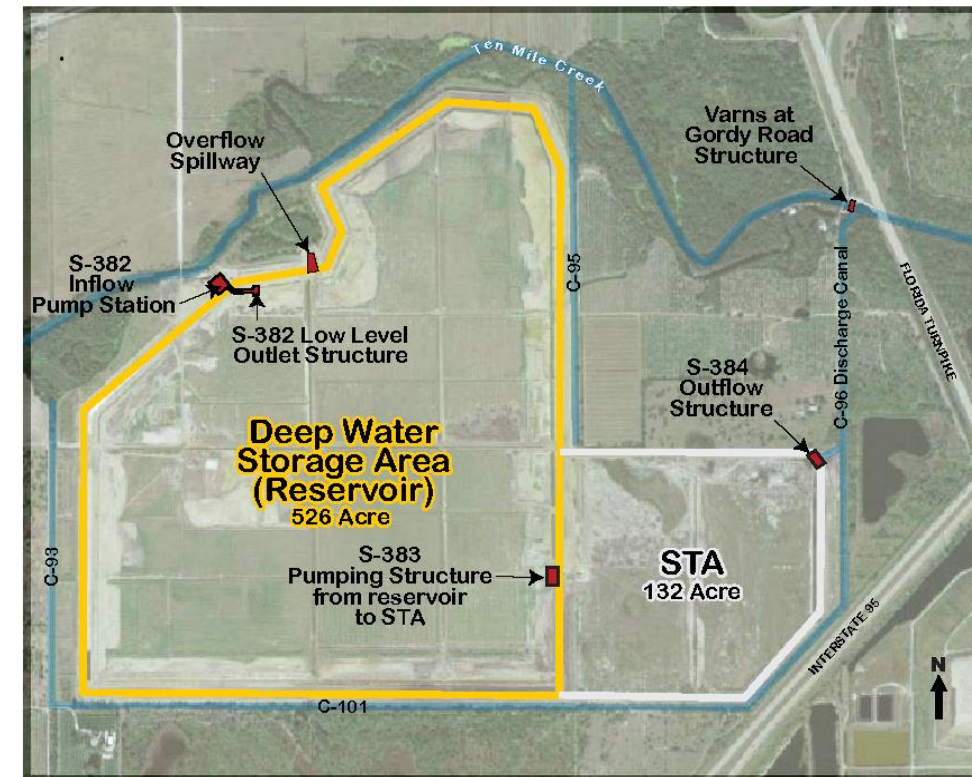 Ten Mile Creek
Varns at
Gordy Road
Structure
Overflow
Spillway
S-382
Inflow
Pump Station
S-382 Low Level
Outlet Structure
C-95
C-96 Discharge Canal
FLORIDA TURNPIKE
S-384
Outflow
Structure
Deep Water
Storage Area
(Reservoir)
526 Acre
C-93
S-383
Pumping Structure
from reservoir
to STA
STA
132 Acre
INTERSTATE 95
N
C-101